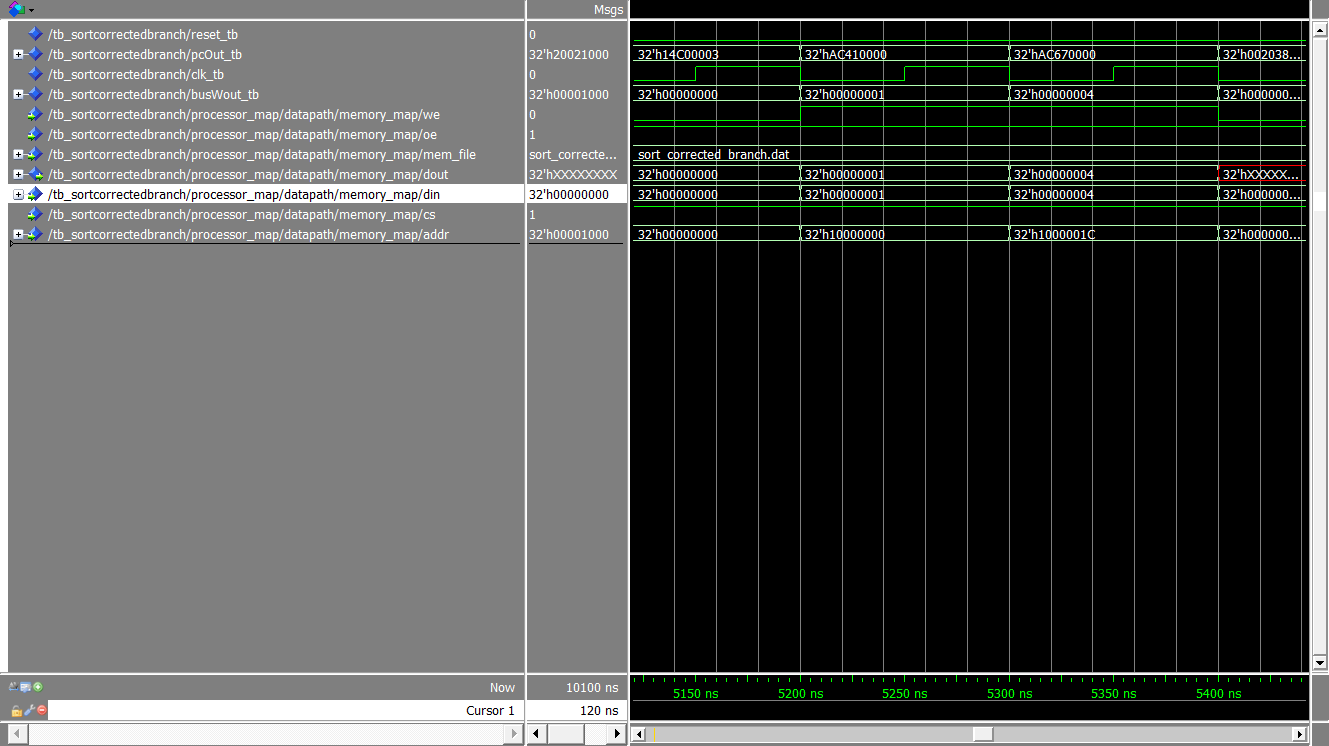 Msgs
/tb_sortcorrectedbranch/reset_tb 0
/tb_sortcorrectedbranch/pcOut_tb 32'h20021000 32'h14C00003 32'hAC410000 32'hAC670000 32'h002038...
/tb_sortcorrectedbranch/clk_tb 0
/tb_sortcorrectedbranch/busWout_tb 32'h00001000 32'h00000000 32'h00000001 32'h00000004 32'h000000...
/tb_sortcorrectedbranch/processor_map/datapath/memory_map/we 0
/tb_sortcorrectedbranch/processor_map/datapath/memory_map/oe 1
/tb_sortcorrectedbranch/processor_map/datapath/memory_map/mem_file sort_correcte... sort_corrected_branch.dat
/tb_sortcorrectedbranch/processor_map/datapath/memory_map/dout 32'hXXXXXXXX 32'h00000000 32'h00000001 32'h00000004 32'hXXXXX...
/tb_sortcorrectedbranch/processor_map/datapath/memory_map/din 32'h00000000 32'h00000000 32'h00000001 32'h00000004 32'h000000...
/tb_sortcorrectedbranch/processor_map/datapath/memory_map/cs 1
/tb_sortcorrectedbranch/processor_map/datapath/memory_map/addr 32'h00001000 32'h00000000 32'h10000000 32'h1000001C 32'h000000...
Now 10100 ns 5150 ns 5200 ns 5250 ns 5300 ns 5350 ns 5400 ns
Cursor 1 120 ns